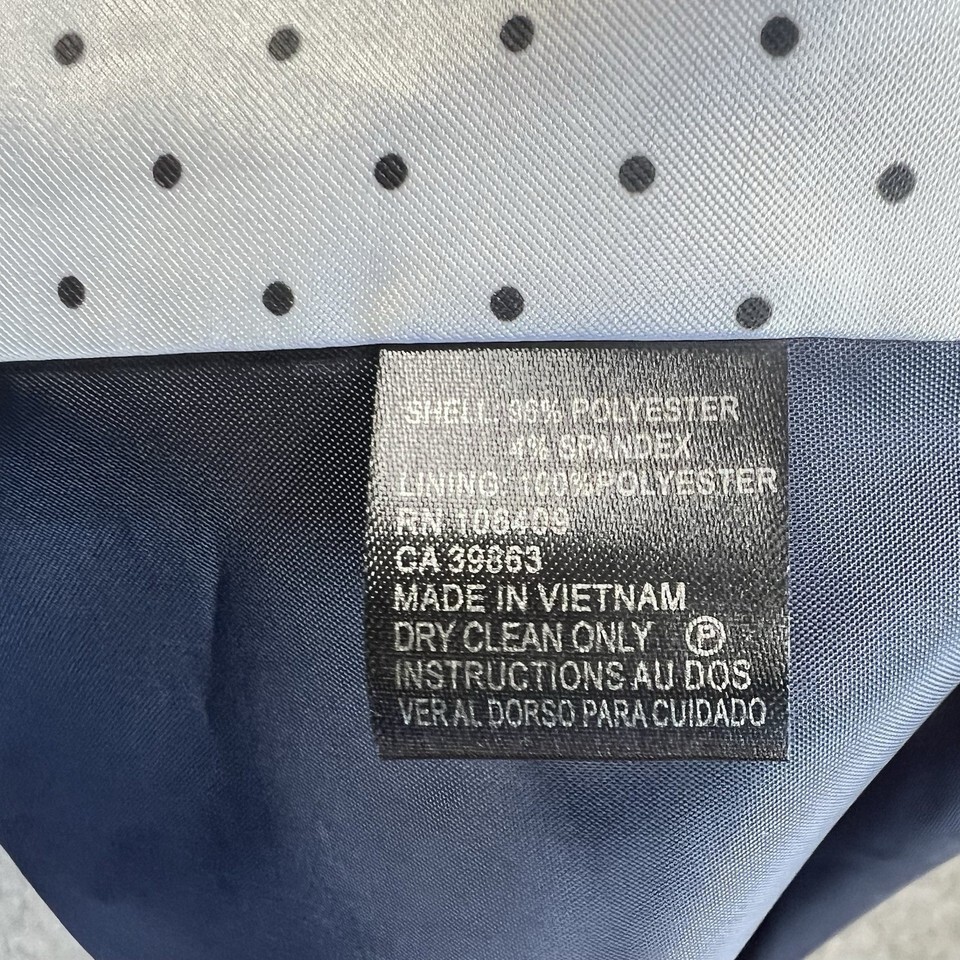 SHELL: 96% POLYESTER
4% SPANDEX
LINING: 100%POLYESTER
RN 106409
CA 39863
MADE IN VIETNAM
DRY CLEAN ONLY Ⓟ
INSTRUCTIONS AU DOS
VER AL DORSO PARA CUIDADO